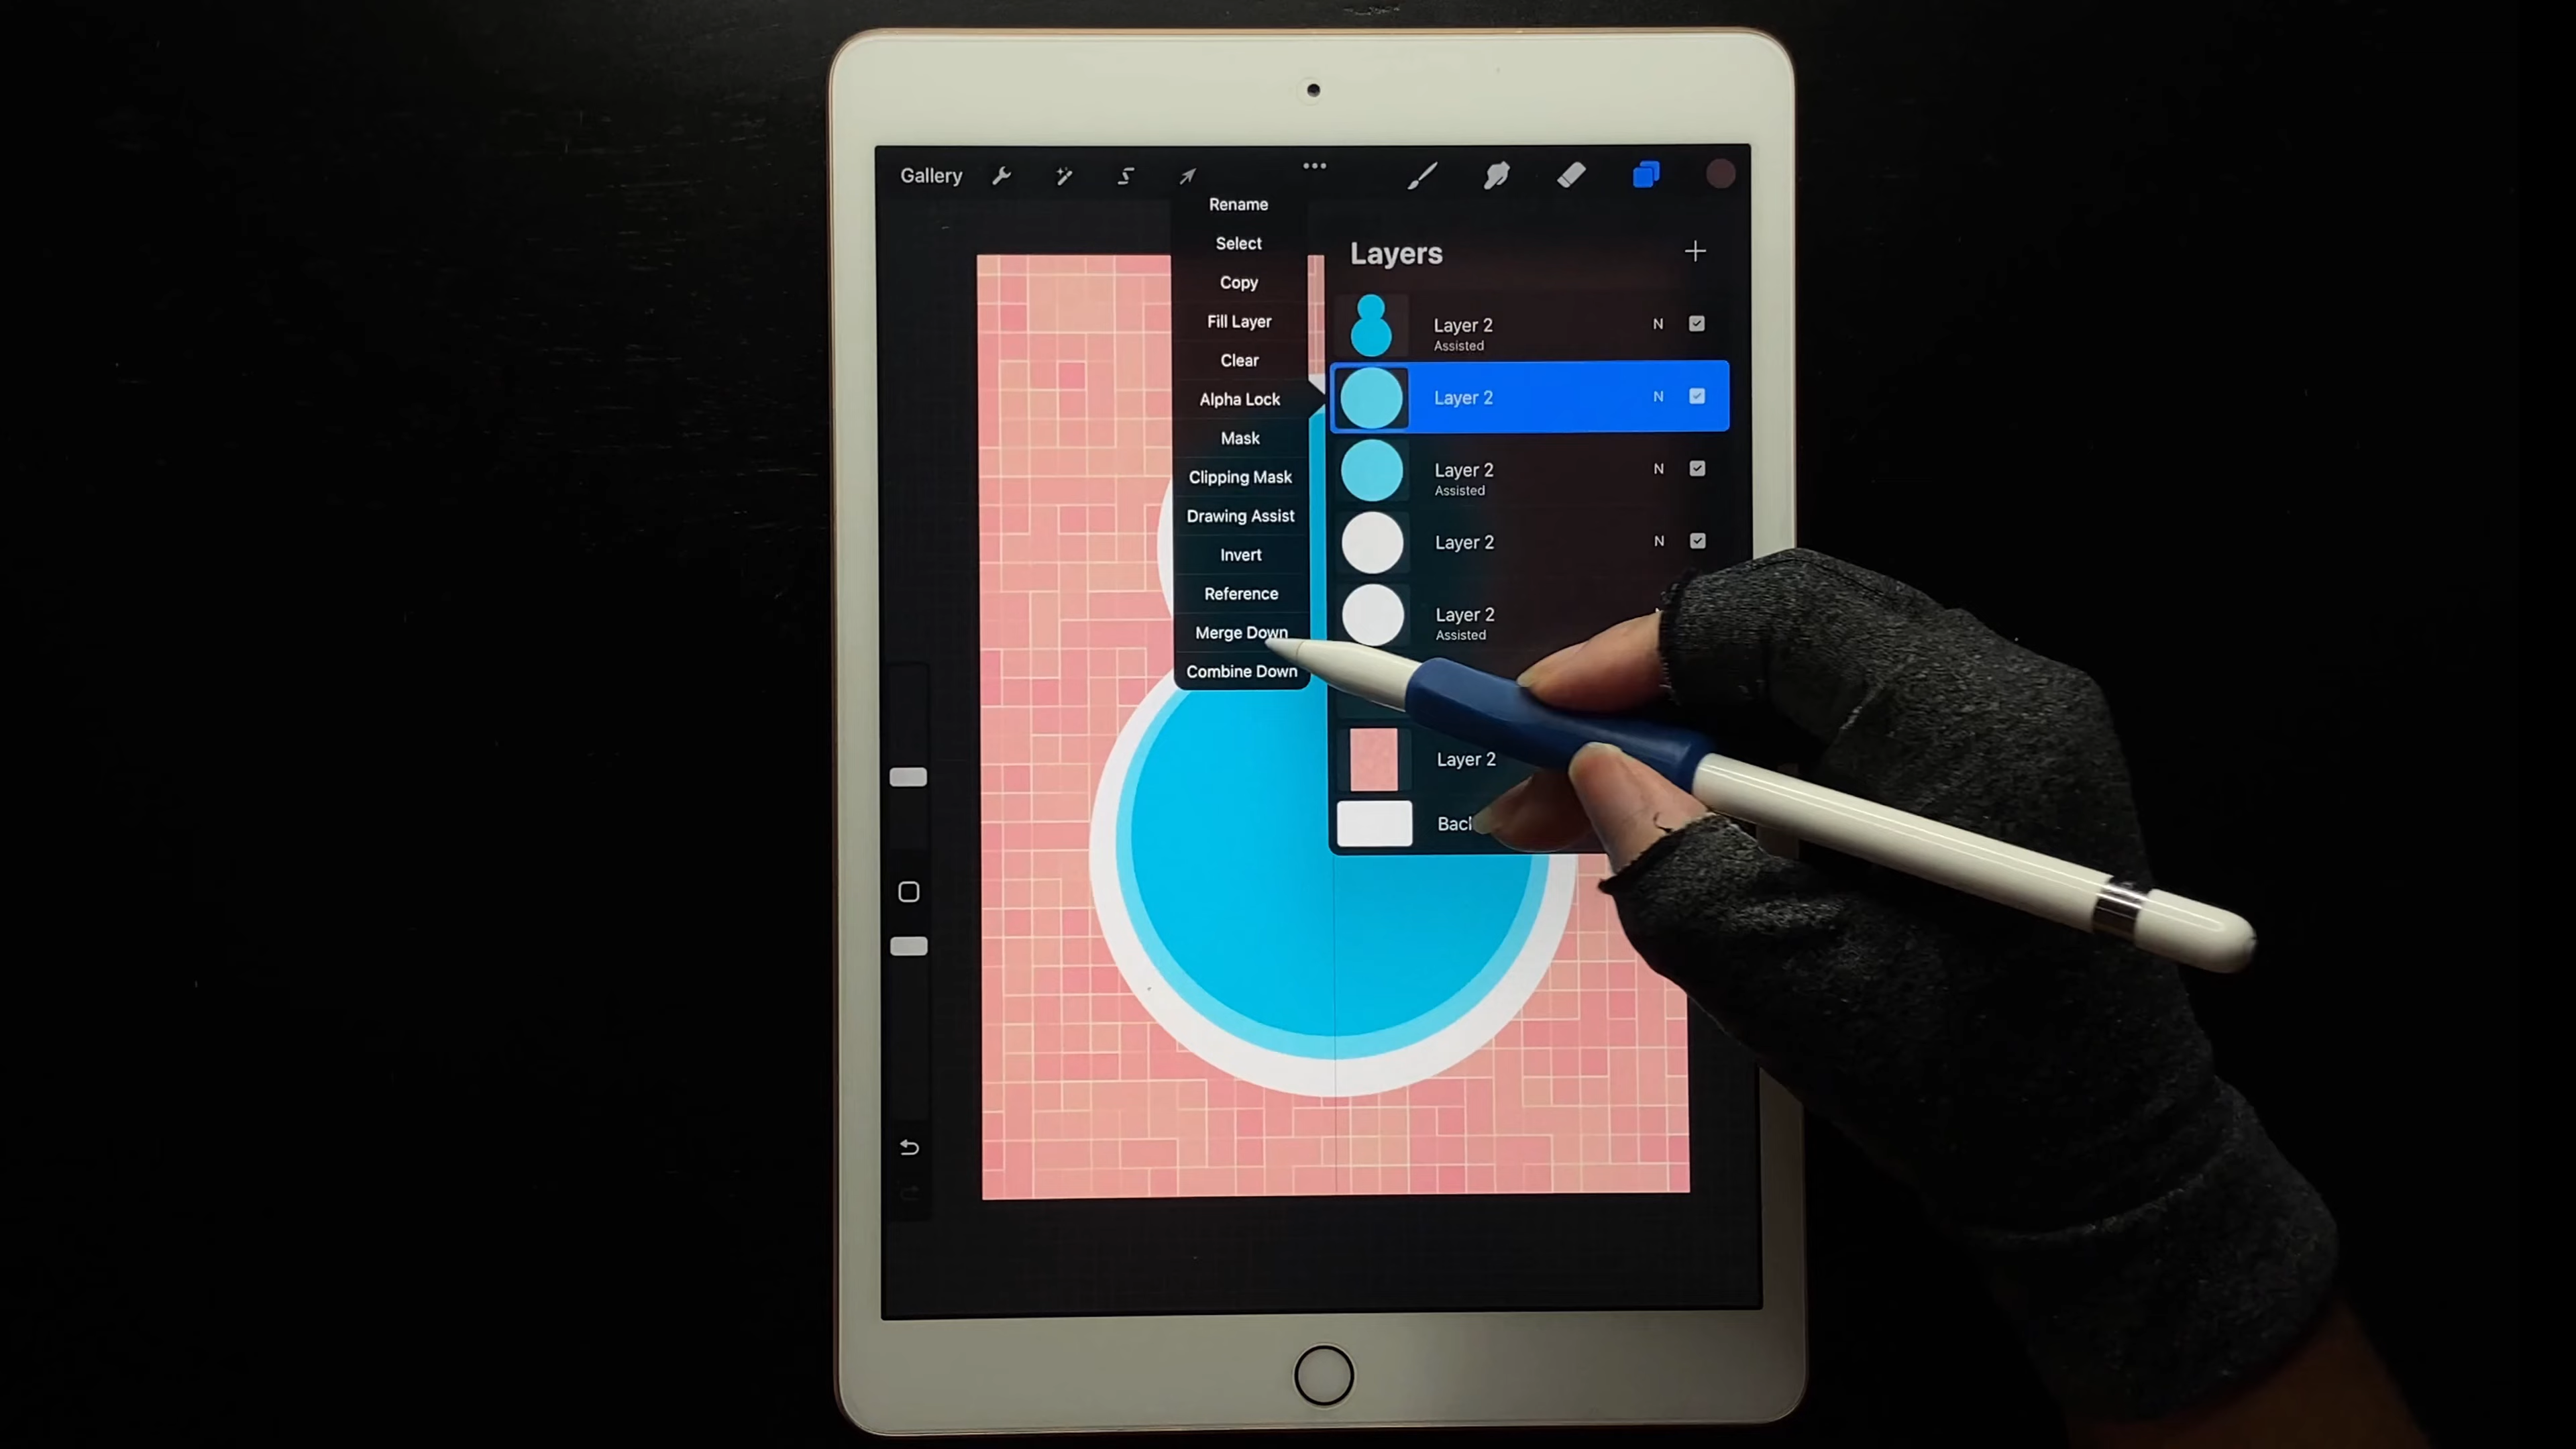 Gallery
Rename
Select
Copy
Fill Layer
Clear
Alpha Lock
Mask
Clipping Mask
Drawing Assist
Invert
Reference
Merge Down
Combine Down
Layers
Layer 2 N
Assisted
Layer 2 N
Layer 2 N
Assisted
Layer 2 N
Layer 2
Assisted
Layer 2